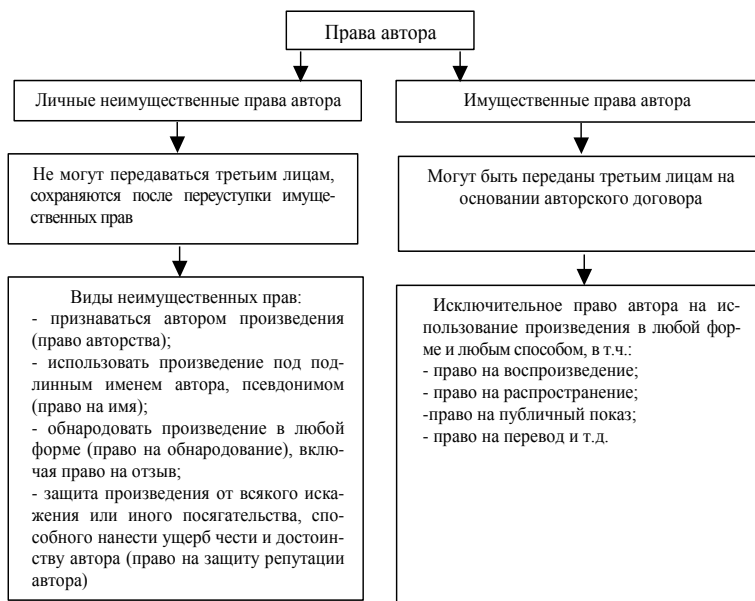 Права автора
Личные неимущественные права автора
Не могут передаваться третьим лицам,
сохраняются после переуступки имуще-
ственных прав
Виды неимущественных прав:
- признаваться автором произведения
(право авторства);
- использовать произведение под под-
линным именем автора, псевдонимом
(право на имя);
- обнародовать произведение в любой
форме (право на обнародование), вклю-
чая право на отзыв;
- защита произведения от всякого иска-
жения или иного посягательства, спо-
собного нанести ущерб чести и достоин-
ству автора (право на защиту репутации
автора)
Имущественные права автора
Могут быть переданы третьим лицам на
основании авторского договора
Исключительное право автора на ис-
пользование произведения в любой фор-
ме и любым способом, в т.ч.:
- право на воспроизведение;
- право на распространение;
-право на публичный показ;
- право на перевод и т.д.